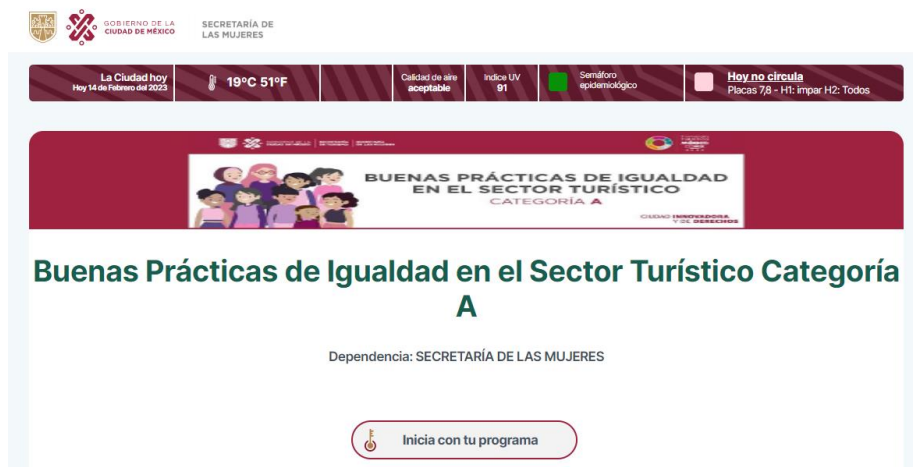 GOBIERNO DE LA
CIUDAD DE MÉXICO
SECRETARÍA DE
LAS MUJERES
La Ciudad hoy
Hoy 14 de Febrero del 2023
19°C 51°F
Calidad de aire
aceptable
Indice UV
91
Semáforo
epidemiológico
Hoy no circula
Placas 7,8 - H1: impar H2: Todos
BUENAS PRÁCTICAS DE IGUALDAD
EN EL SECTOR TURÍSTICO
CATEGORÍA A
CIUDAD INNOVADORA
Y DE DERECHOS
Buenas Prácticas de Igualdad en el Sector Turístico Categoría
A
Dependencia: SECRETARÍA DE LAS MUJERES
Inicia con tu programa